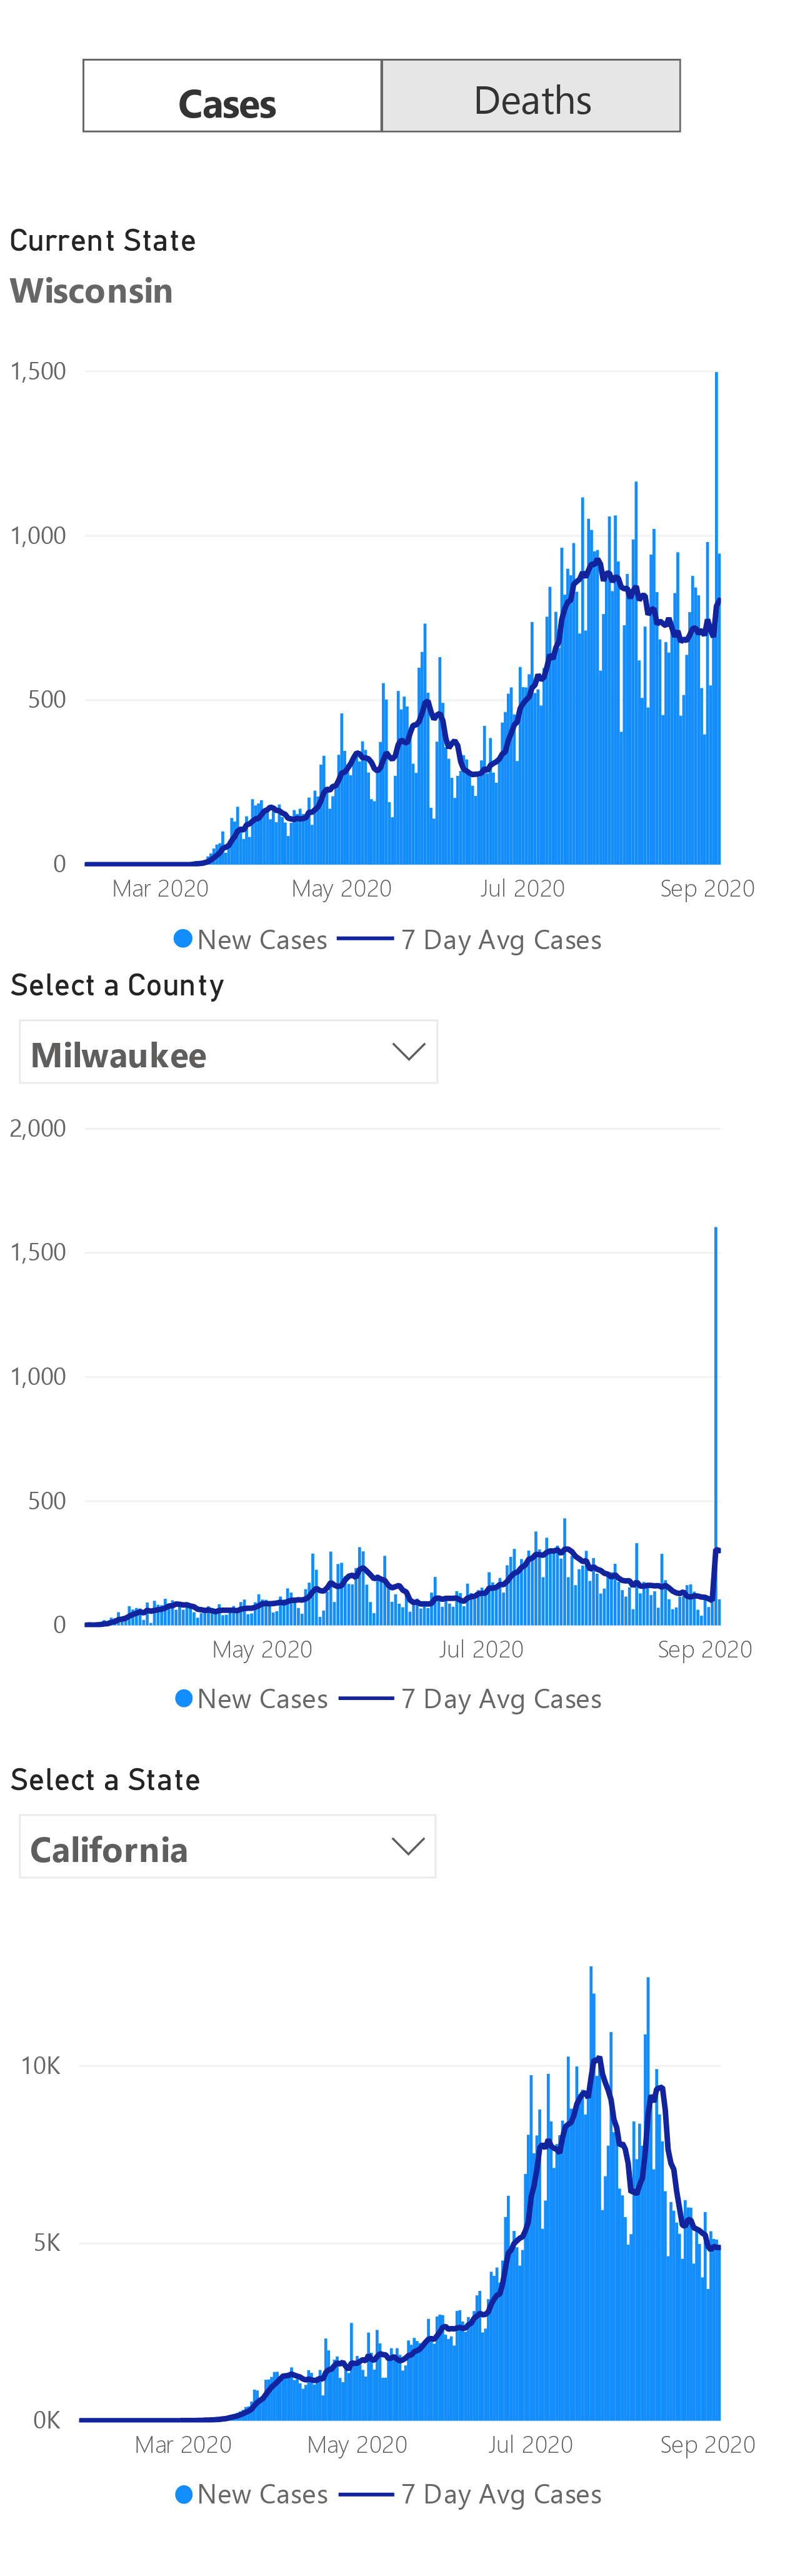 Cases Deaths
Current State
Wisconsin
1,500
1,000
500
0
Mar 2020 May 2020 Jul 2020 Sep 2020
New Cases 7 Day Avg Cases
Select a County
Milwaukee
2,000
1,500
1,000
500
0
May 2020 Jul 2020 Sep 2020
New Cases 7 Day Avg Cases
Select a State
California
10K
5K
0K
Mar 2020 May 2020 Jul 2020 Sep 2020
New Cases 7 Day Avg Cases